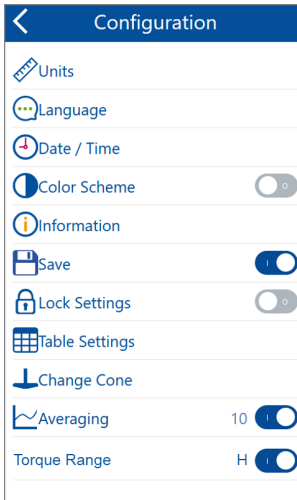 Configuration
Units
Language
Date / Time
Color Scheme
Information
Save
Lock Settings
Table Settings
Change Cone
Averaging 10
Torque Range H